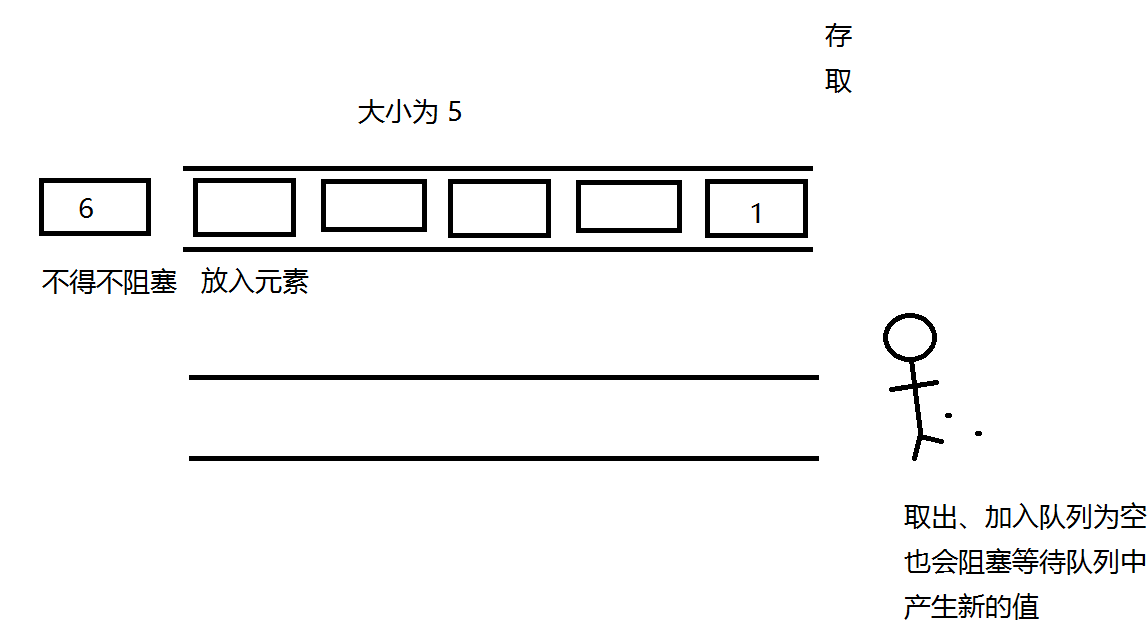 存
取
大小为 5
6
1
不得不阻塞
放入元素
取出、加入队列为空
也会阻塞等待队列中
产生新的值